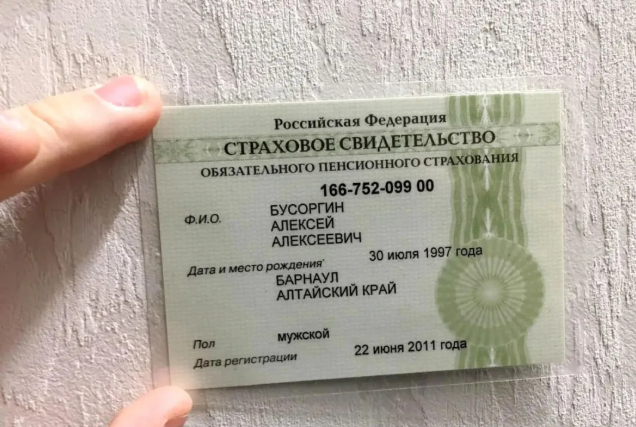 Российская Федерация
СТРАХОВОЕ СВИДЕТЕЛЬСТВО
ОБЯЗАТЕЛЬНОГО ПЕНСИОННОГО СТРАХОВАНИЯ
166-752-099 00
Ф.И.О. БУСОРГИН
АЛЕКСЕЙ
АЛЕКСЕЕВИЧ
Дата и место рождения 30 июля 1997 года
БАРНАУЛ
АЛТАЙСКИЙ КРАЙ
Пол мужской
Дата регистрации 22 июня 2011 года